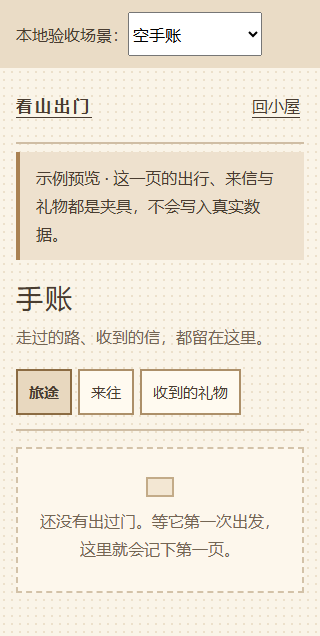 本地验收场景： 空手账
看山出门 回小屋
示例预览 · 这一页的出行、来信与
礼物都是夹具，不会写入真实数
据。
手账
走过的路、收到的信，都留在这里。
旅途 来往 收到的礼物
还没有出过门。等它第一次出发，
这里就会记下第一页。